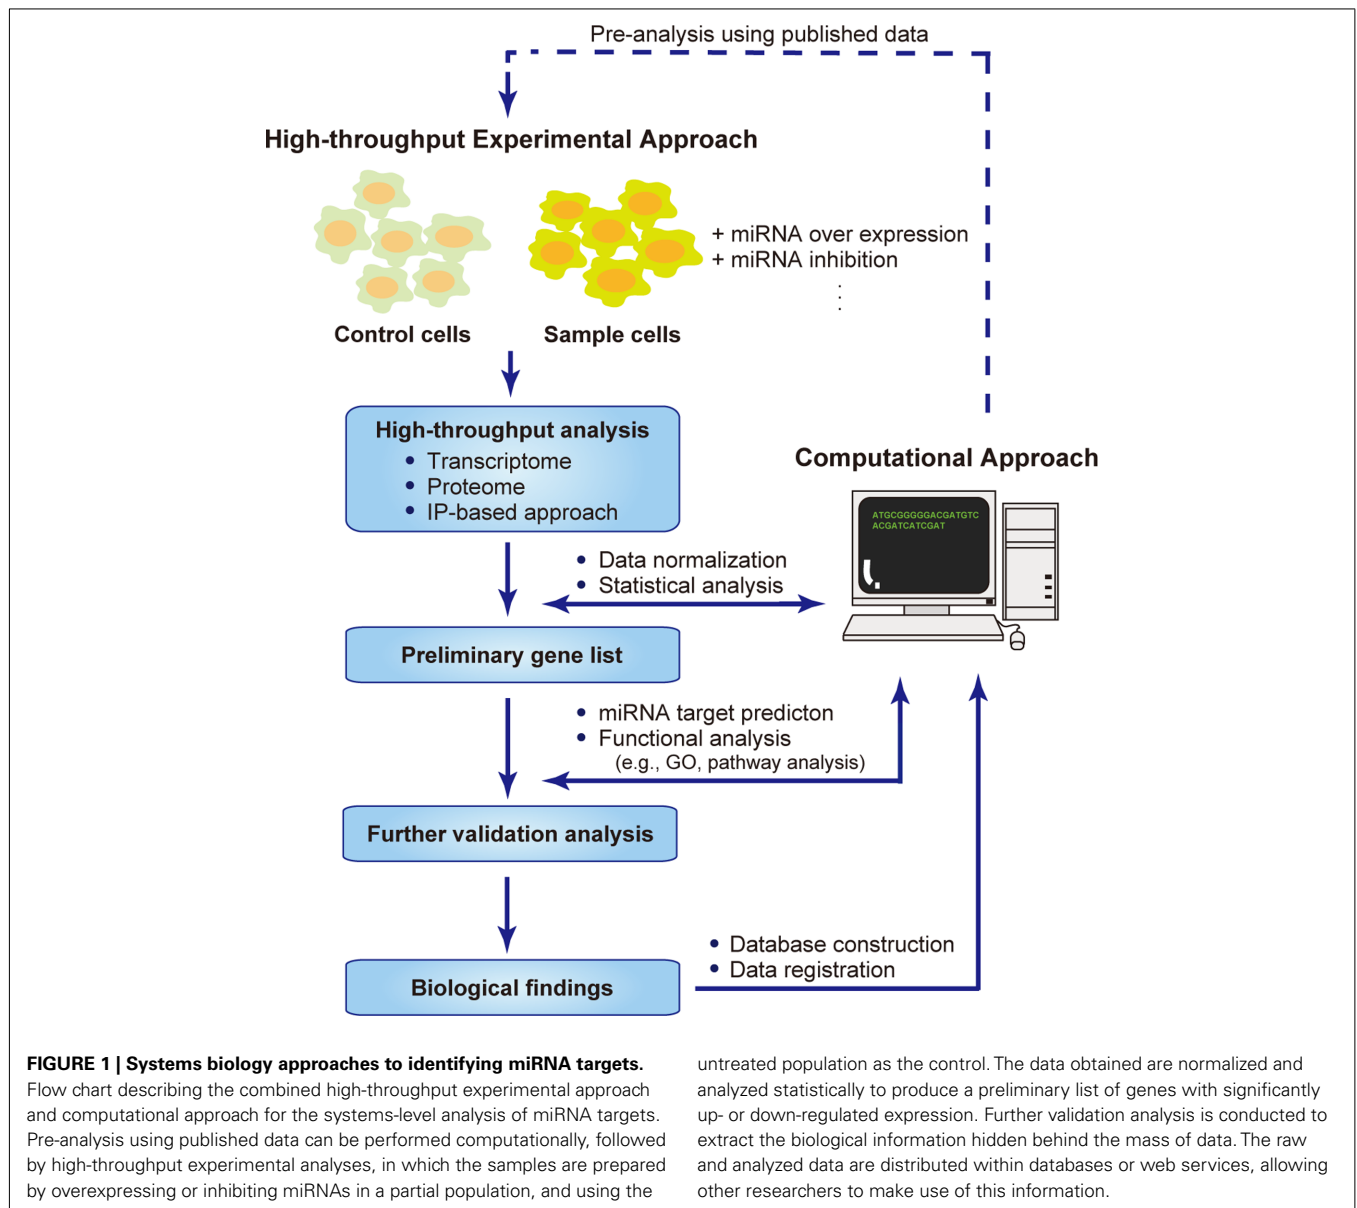 Pre-analysis using published data
High-throughput Experimental Approach
+ miRNA over expression
+ miRNA inhibition
Control cells
Sample cells
High-throughput analysis
• Transcriptome
• Proteome
• IP-based approach
Computational Approach
ATGCGGGGGACGATGTC
ACGATCATCGAT
• Data normalization
• Statistical analysis
Preliminary gene list
• miRNA target predicton
• Functional analysis
(e.g., GO, pathway analysis)
Further validation analysis
• Database construction
• Data registration
Biological findings
FIGURE 1 | Systems biology approaches to identifying miRNA targets.
Flow chart describing the combined high-throughput experimental approach
and computational approach for the systems-level analysis of miRNA targets.
Pre-analysis using published data can be performed computationally, followed
by high-throughput experimental analyses, in which the samples are prepared
by overexpressing or inhibiting miRNAs in a partial population, and using the
untreated population as the control. The data obtained are normalized and
analyzed statistically to produce a preliminary list of genes with significantly
up- or down-regulated expression. Further validation analysis is conducted to
extract the biological information hidden behind the mass of data. The raw
and analyzed data are distributed within databases or web services, allowing
other researchers to make use of this information.